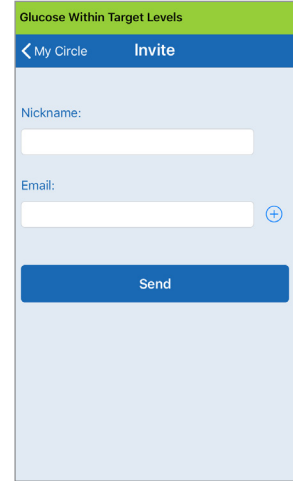 Glucose Within Target Levels
My Circle Invite
Nickname:
Email:
Send